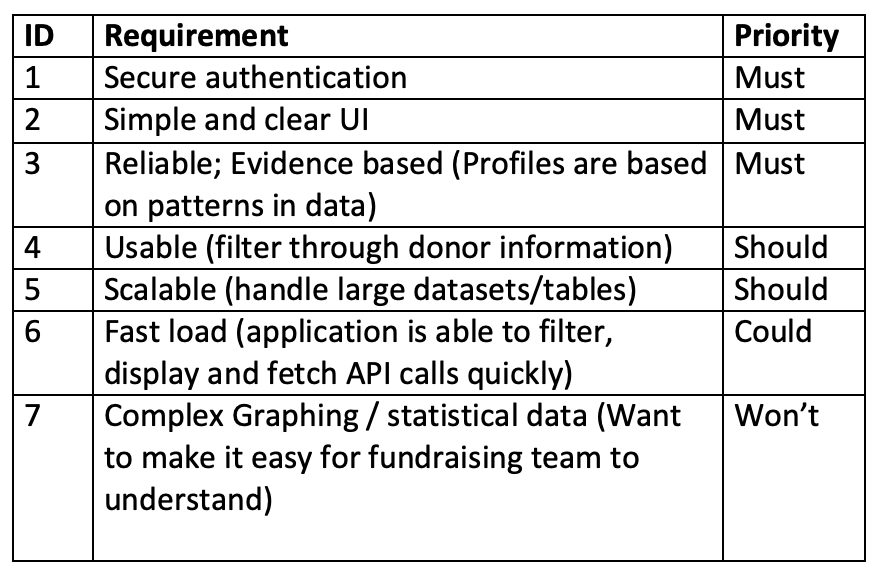 ID Requirement Priority
1 Secure authentication Must
2 Simple and clear UI Must
3 Reliable; Evidence based (Profiles are based Must
on patterns in data)
4 Usable (filter through donor information) Should
5 Scalable (handle large datasets/tables) Should
6 Fast load (application is able to filter, Could
display and fetch API calls quickly)
7 Complex Graphing / statistical data (Want Won’t
to make it easy for fundraising team to
understand)